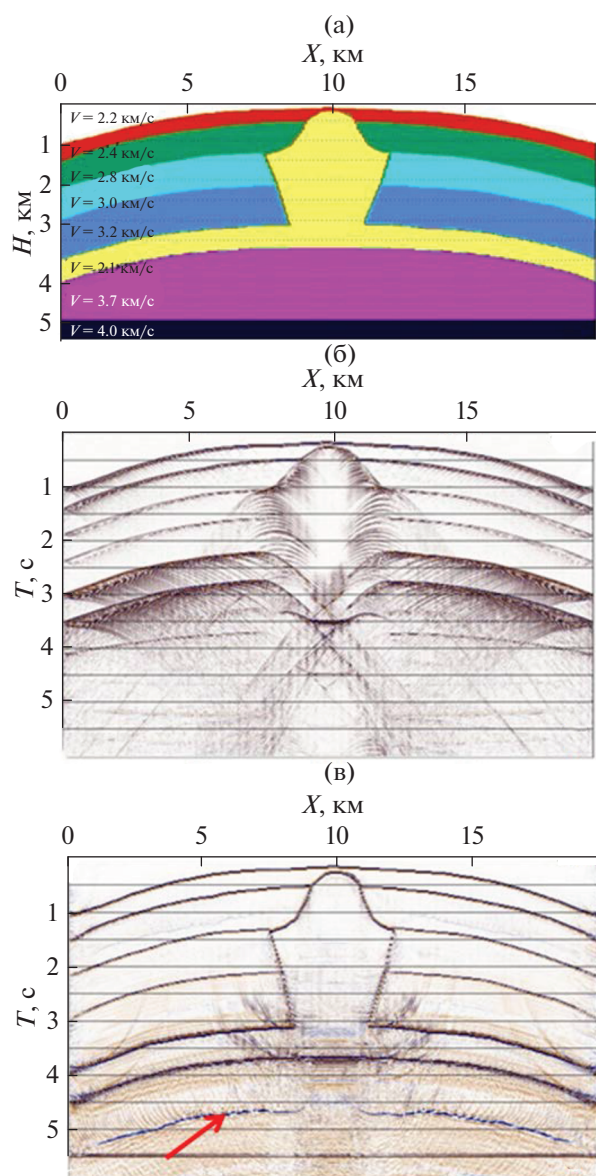 (а)
X, км
0 5 10 15
V = 2.2 км/с
1
V = 2.4 км/с
V = 2.8 км/с
2
V = 3.0 км/с
3
V = 3.2 км/с
V = 2.1 км/с
4
V = 3.7 км/с
5
V = 4.0 км/с
H, км
(б)
X, км
0 5 10 15
1
2
3
4
5
T, с
(в)
X, км
0 5 10 15
1
2
3
4
5
T, с